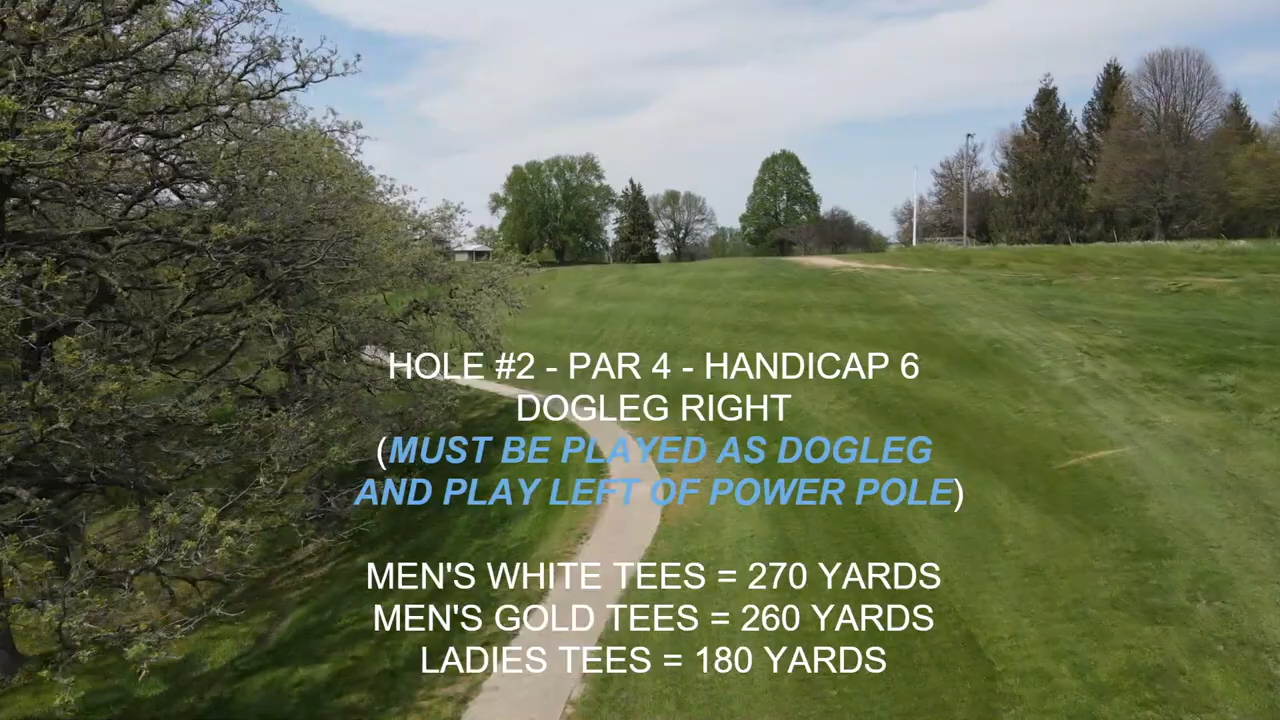 HOLE #2 - PAR 4 - HANDICAP 6
DOGLEG RIGHT
(MUST BE PLAYED AS DOGLEG
AND PLAY LEFT OF POWER POLE)
MEN'S WHITE TEES = 270 YARDS
MEN'S GOLD TEES = 260 YARDS
LADIES TEES = 180 YARDS